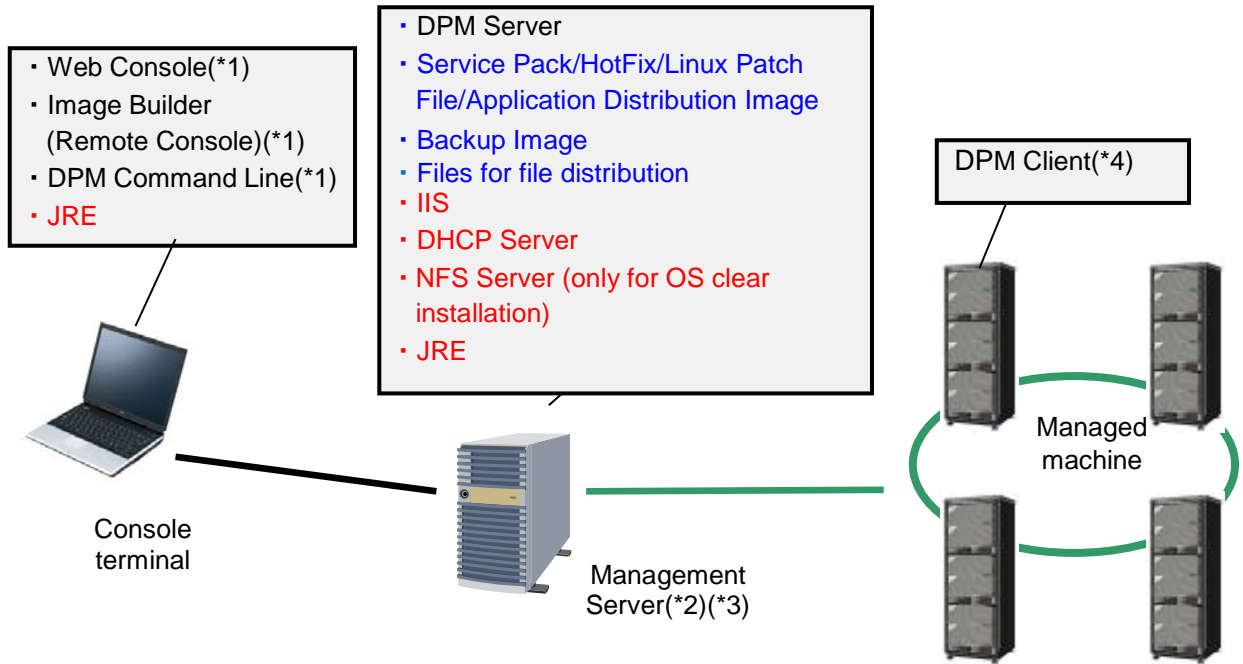 ・Web Console(*1)
・Image Builder
(Remote Console)(*1)
・DPM Command Line(*1)
・JRE
・DPM Server
・Service Pack/HotFix/Linux Patch
File/Application Distribution Image
・Backup Image
・Files for file distribution
・IIS
・DHCP Server
・NFS Server (only for OS clear
installation)
・JRE
DPM Client(*4)
Console
terminal
Management
Server(*2)(*3)
Managed
machine